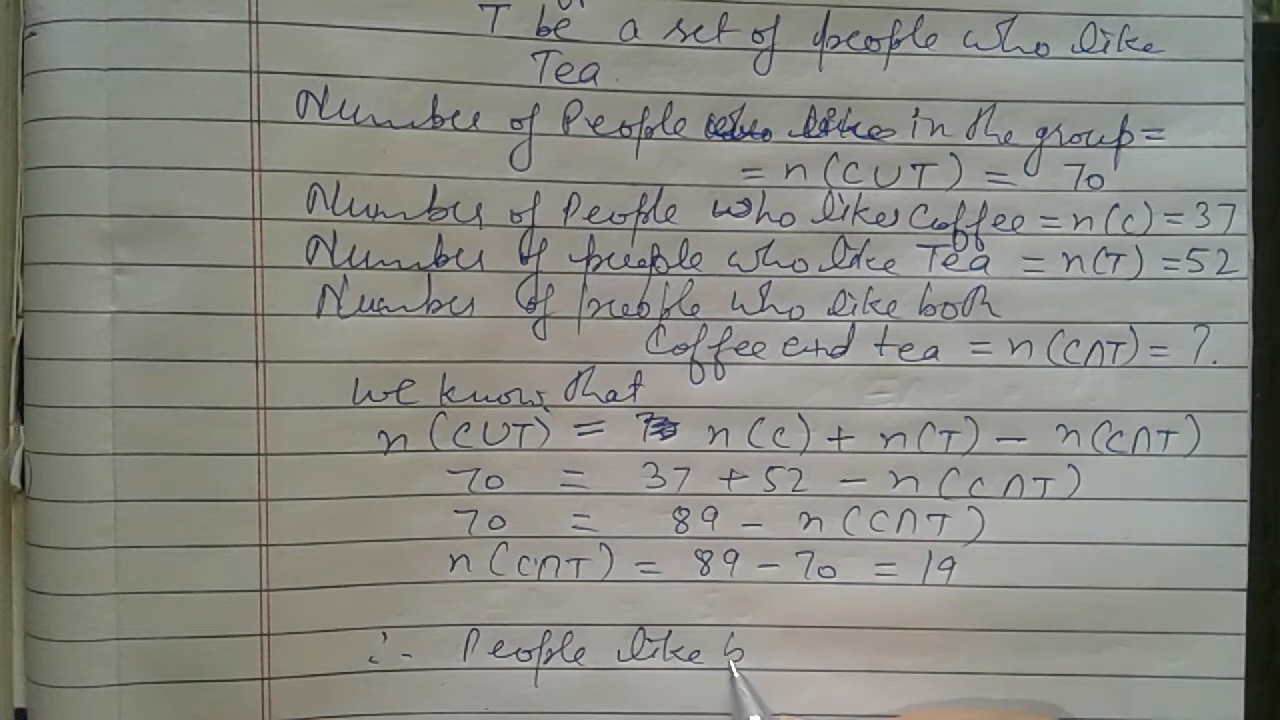 T be a set of people who like
Tea.
Number of People in the group =
= n(C∪T) = 70
Number of People who likes Coffee = n(C) = 37
Number of people who like Tea = n(T) = 52
Number of people who like both
Coffee and tea = n(C∩T) = ?.
We know that
n(C∪T) = n(C) + n(T) - n(C∩T)
70 = 37 + 52 - n(C∩T)
70 = 89 - n(C∩T)
n(C∩T) = 89 - 70 = 19
∴ People like b